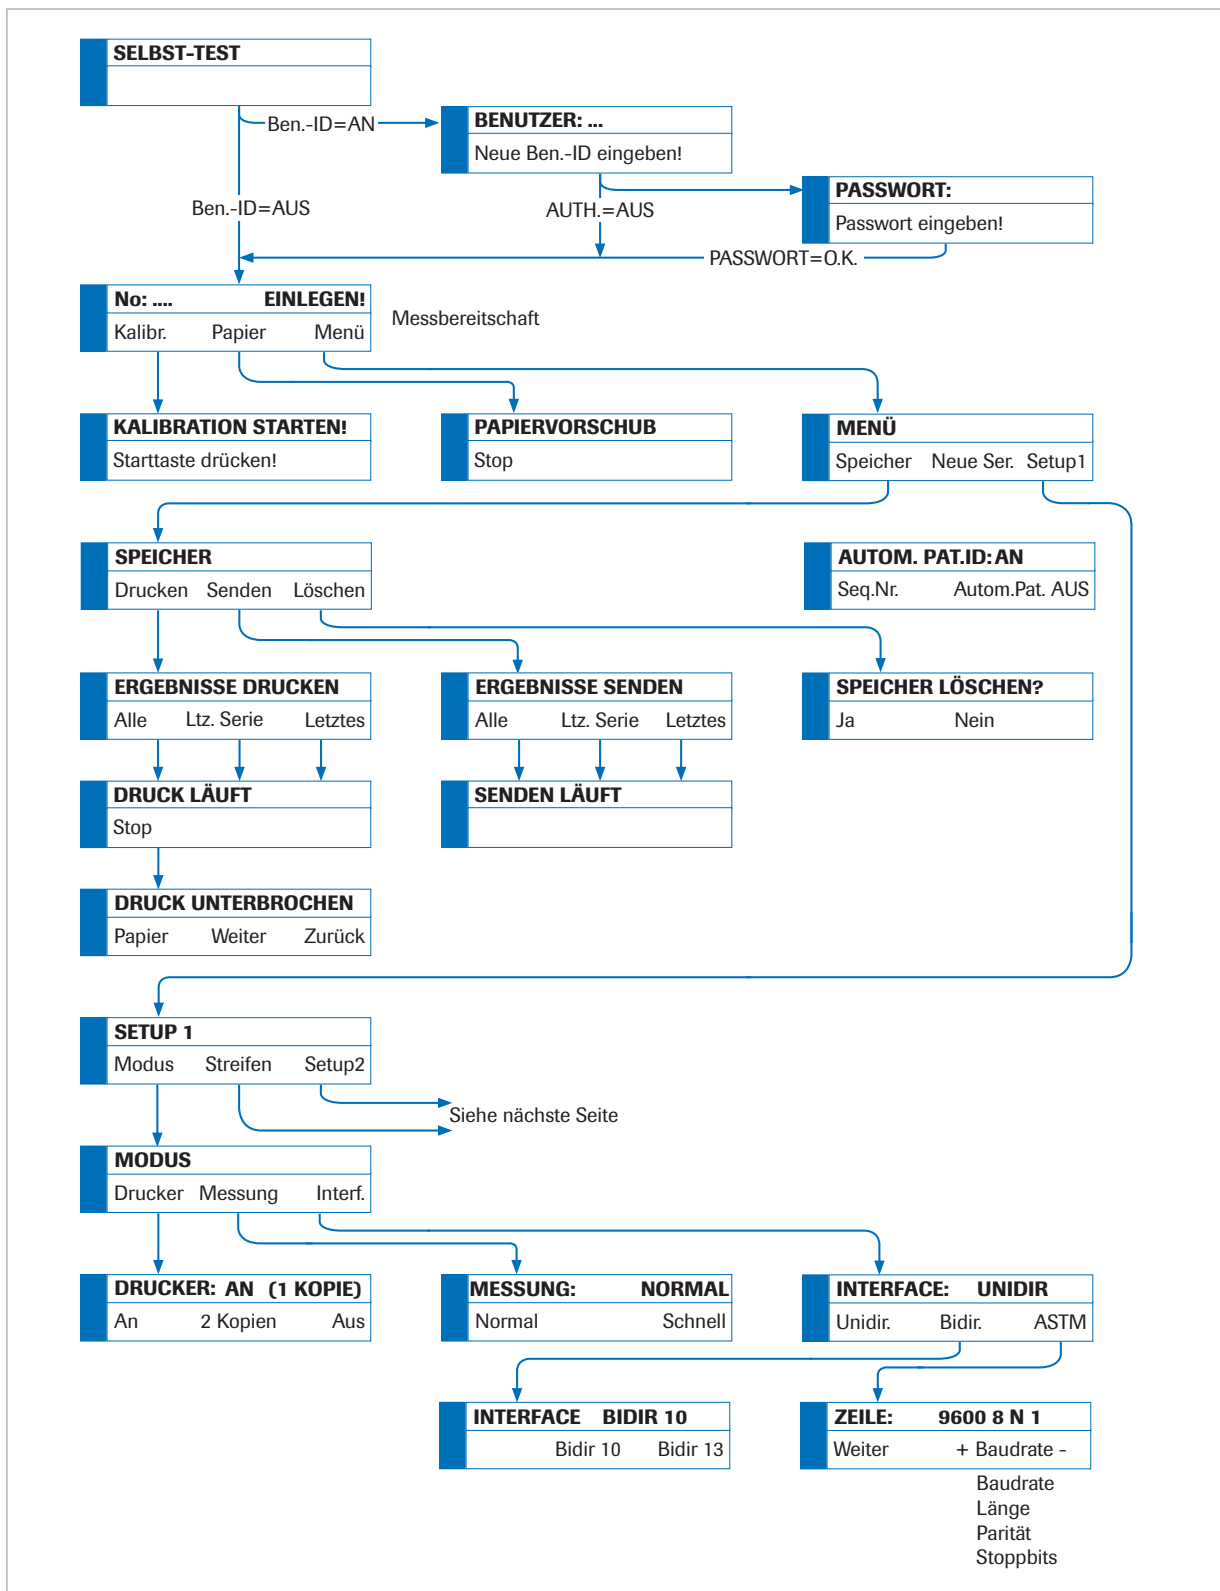 SELBST-TEST
Ben.-ID=AN
BENUTZER: ...
Neue Ben.-ID eingeben!
PASSWORT:
Passwort eingeben!
Ben.-ID=AUS
AUTH.=AUS
PASSWORT=O.K.
No: .... EINLEGEN!
Kalibr. Papier Menü
Messbereitschaft
KALIBRATION STARTEN!
Starttaste drücken!
PAPIERVORSCHUB
Stop
MENÜ
Speicher Neue Ser. Setup1
SPEICHER
Drucken Senden Löschen
AUTOM. PAT.ID: AN
Seq.Nr. Autom.Pat. AUS
ERGEBNISSE DRUCKEN
Alle Ltz. Serie Letztes
ERGEBNISSE SENDEN
Alle Ltz. Serie Letztes
SPEICHER LÖSCHEN?
Ja Nein
DRUCK LÄUFT
Stop
SENDEN LÄUFT
DRUCK UNTERBROCHEN
Papier Weiter Zurück
SETUP 1
Modus Streifen Setup2
Siehe nächste Seite
MODUS
Drucker Messung Interf.
DRUCKER: AN (1 KOPIE)
An 2 Kopien Aus
MESSUNG: NORMAL
Normal Schnell
INTERFACE: UNIDIR
Unidir. Bidir. ASTM
INTERFACE BIDIR 10
Bidir 10 Bidir 13
ZEILE: 9600 8 N 1
Weiter + Baudrate -
Baudrate
Länge
Parität
Stoppbits